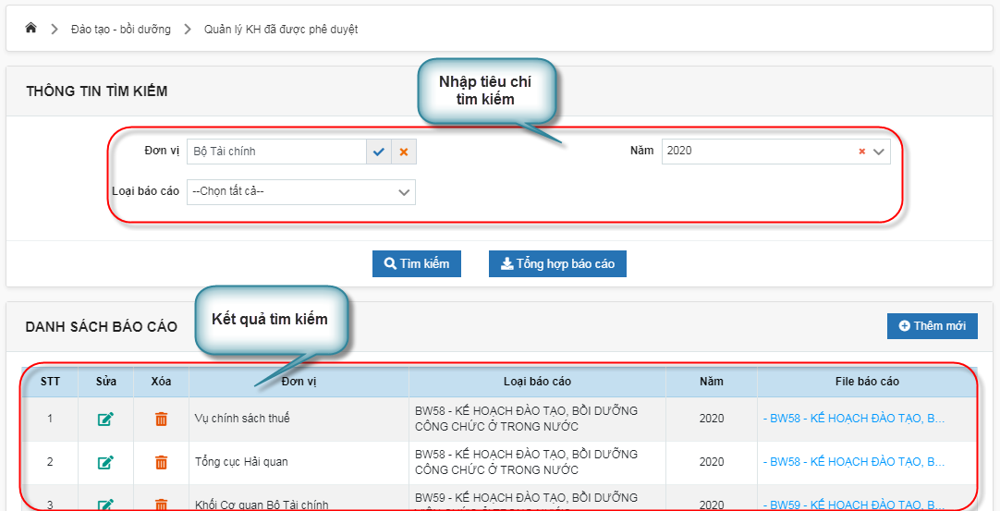 Đào tạo - bồi dưỡng Quản lý KH đã được phê duyệt
THÔNG TIN TÌM KIẾM
Nhập tiêu chí
tìm kiếm
Đơn vị Bộ Tài chính Năm 2020
Loại báo cáo --Chọn tất cả--
Tìm kiếm Tổng hợp báo cáo
Kết quả tìm kiếm
DANH SÁCH BÁO CÁO Thêm mới
STT Sửa Xóa Đơn vị Loại báo cáo Năm File báo cáo
1 Vụ chính sách thuế BW58 - KẾ HOẠCH ĐÀO TẠO, BỒI DƯỠNG 2020 - BW58 - KẾ HOẠCH ĐÀO TẠO, B...
CÔNG CHỨC Ở TRONG NƯỚC
2 Tổng cục Hải quan BW58 - KẾ HOẠCH ĐÀO TẠO, BỒI DƯỠNG 2020 - BW58 - KẾ HOẠCH ĐÀO TẠO, B...
CÔNG CHỨC Ở TRONG NƯỚC
3 Khối Cơ quan Bộ Tài chính BW59 - KẾ HOẠCH ĐÀO TẠO, BỒI DƯỠNG 2020 - BW59 - KẾ HOẠCH ĐÀO TẠO, B...